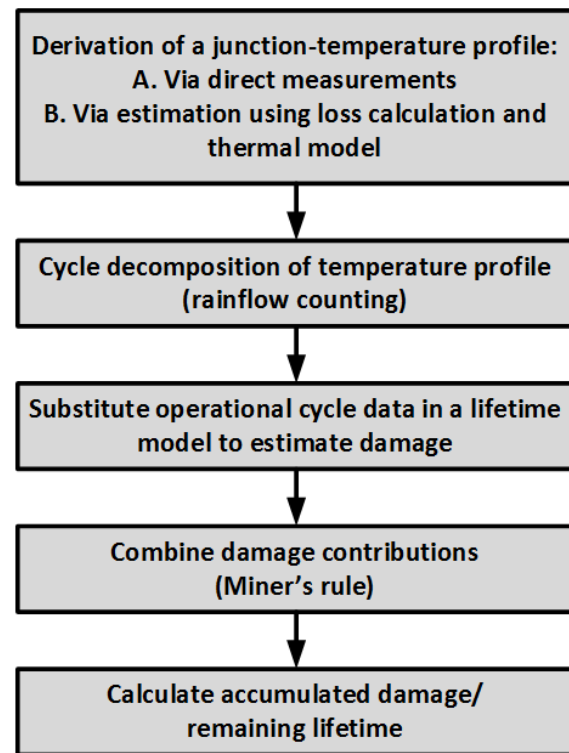 Derivation of a junction-temperature profile:
A. Via direct measurements
B. Via estimation using loss calculation and
thermal model
Cycle decomposition of temperature profile
(rainflow counting)
Substitute operational cycle data in a lifetime
model to estimate damage
Combine damage contributions
(Miner's rule)
Calculate accumulated damage/
remaining lifetime